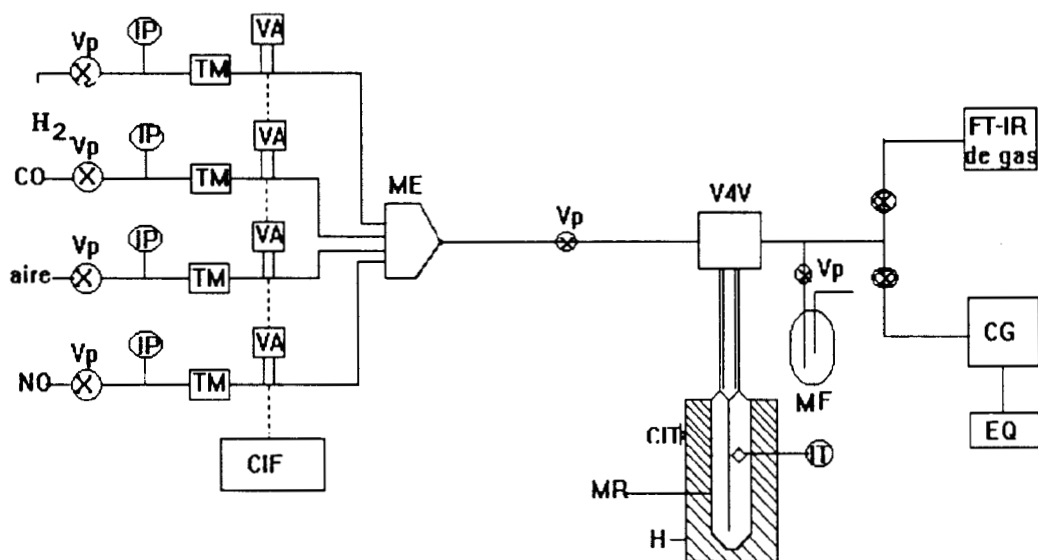 Vp IP TM VA
H2 Vp IP TM VA
CO
aire Vp IP TM VA
NO Vp IP TM VA
CIF
ME
Vp
V4V
FT-IR
de gas
Vp
MF
CG
EQ
CIT
IT
MR
H